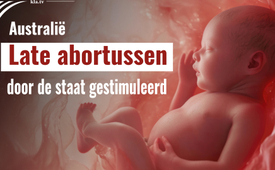 kla.tv
Australië
Late abortussen
door de staat gestimuleerd